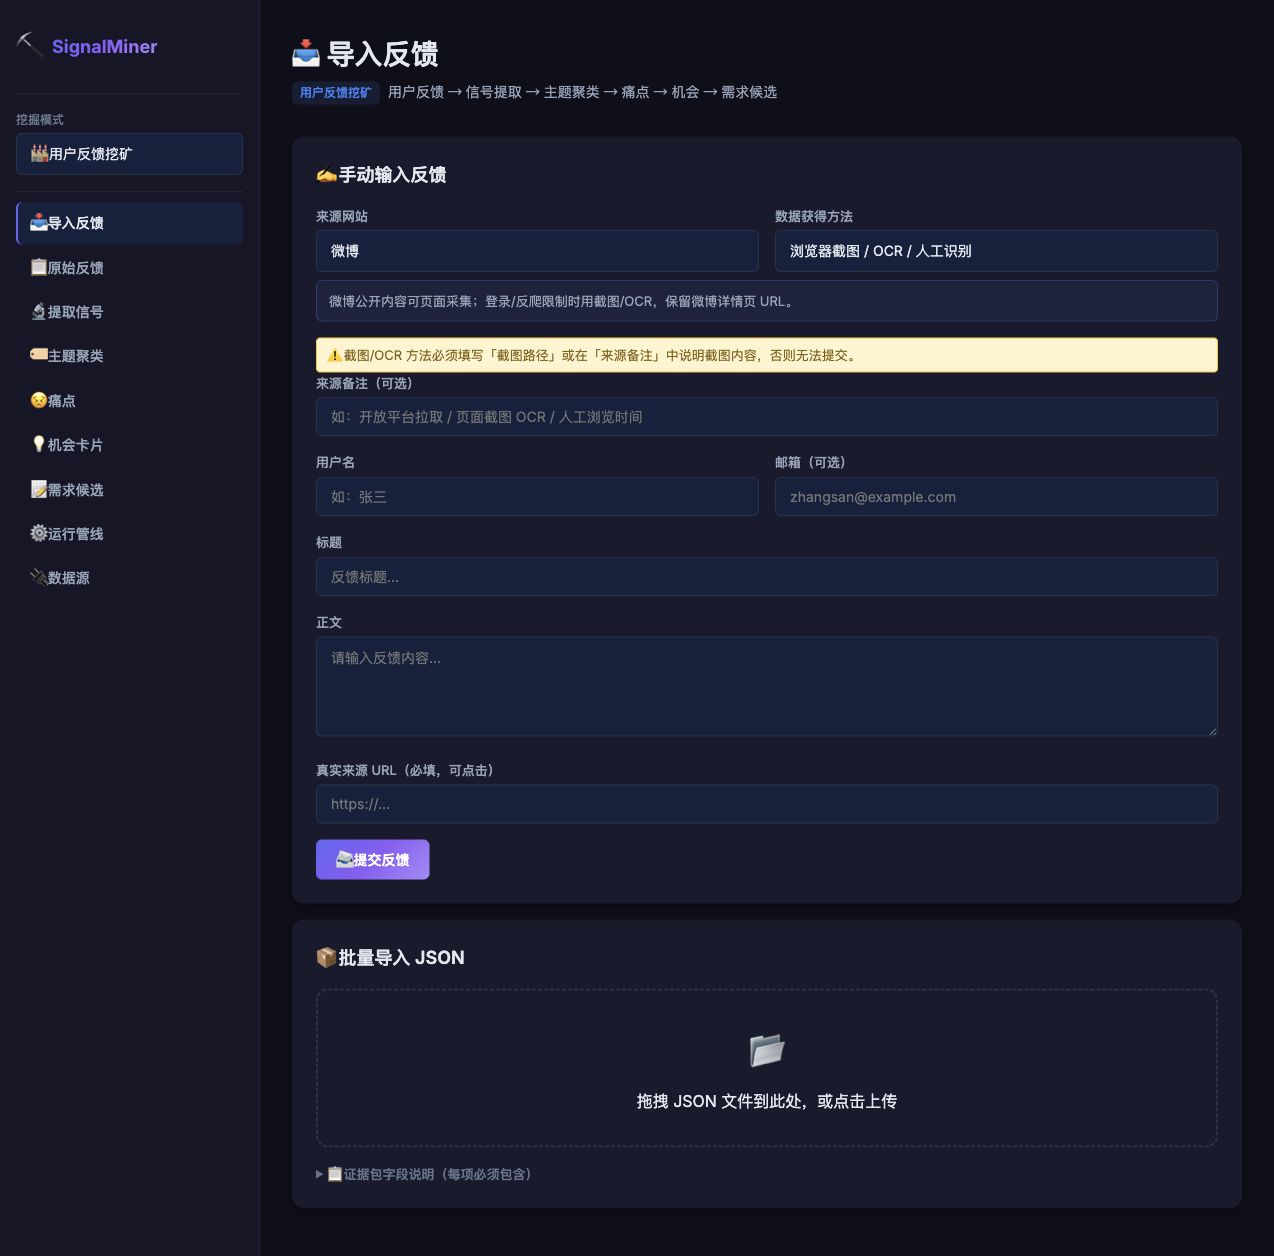 SignalMiner
挖掘模式
用户反馈挖矿
导入反馈
原始反馈
提取信号
主题聚类
痛点
机会卡片
需求候选
运行管线
数据源
导入反馈
用户反馈挖矿 用户反馈 → 信号提取 → 主题聚类 → 痛点 → 机会 → 需求候选
手动输入反馈
来源网站
微博
数据获得方法
浏览器截图 / OCR / 人工识别
微博公开内容可页面采集；登录/反爬限制时用截图/OCR，保留微博详情页 URL。
截图/OCR 方法必须填写「截图路径」或在「来源备注」中说明截图内容，否则无法提交。
来源备注（可选）
如：开放平台拉取 / 页面截图 OCR / 人工浏览时间
用户名
如：张三
邮箱（可选）
zhangsan@example.com
标题
反馈标题...
正文
请输入反馈内容...
真实来源 URL（必填，可点击）
https://...
提交反馈
批量导入 JSON
拖拽 JSON 文件到此处，或点击上传
证据包字段说明（每项必须包含）